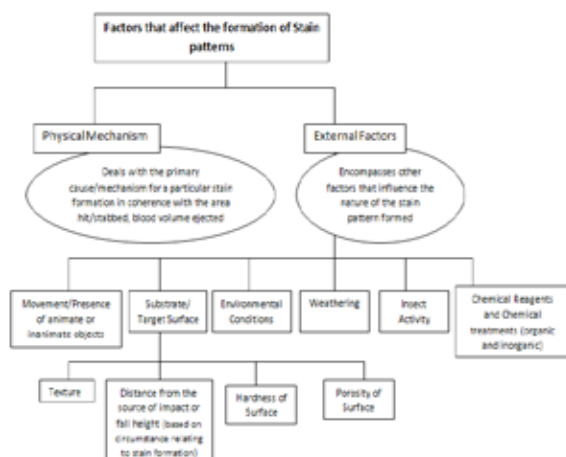 Factors that affect the formation of Stain
patterns
Physical Mechanism
External Factors
Deals with the primary
cause/mechanism for a particular stain
formation in coherence with the area
hit/stabbed, blood volume ejected
Encompasses other
factors that influence the
nature of the stain
pattern formed
Movement/Presence
of animate or
inanimate objects
Substrate/
Target Surface
Environmental
Conditions
Weathering
Insect
Activity
Chemical Reagents
and Chemical
treatments (organic
and inorganic)
Texture
Distance from the
source of impact or
fall height (based on
circumstance relating
to stain formation)
Hardness of
Surface
Porosity of
Surface